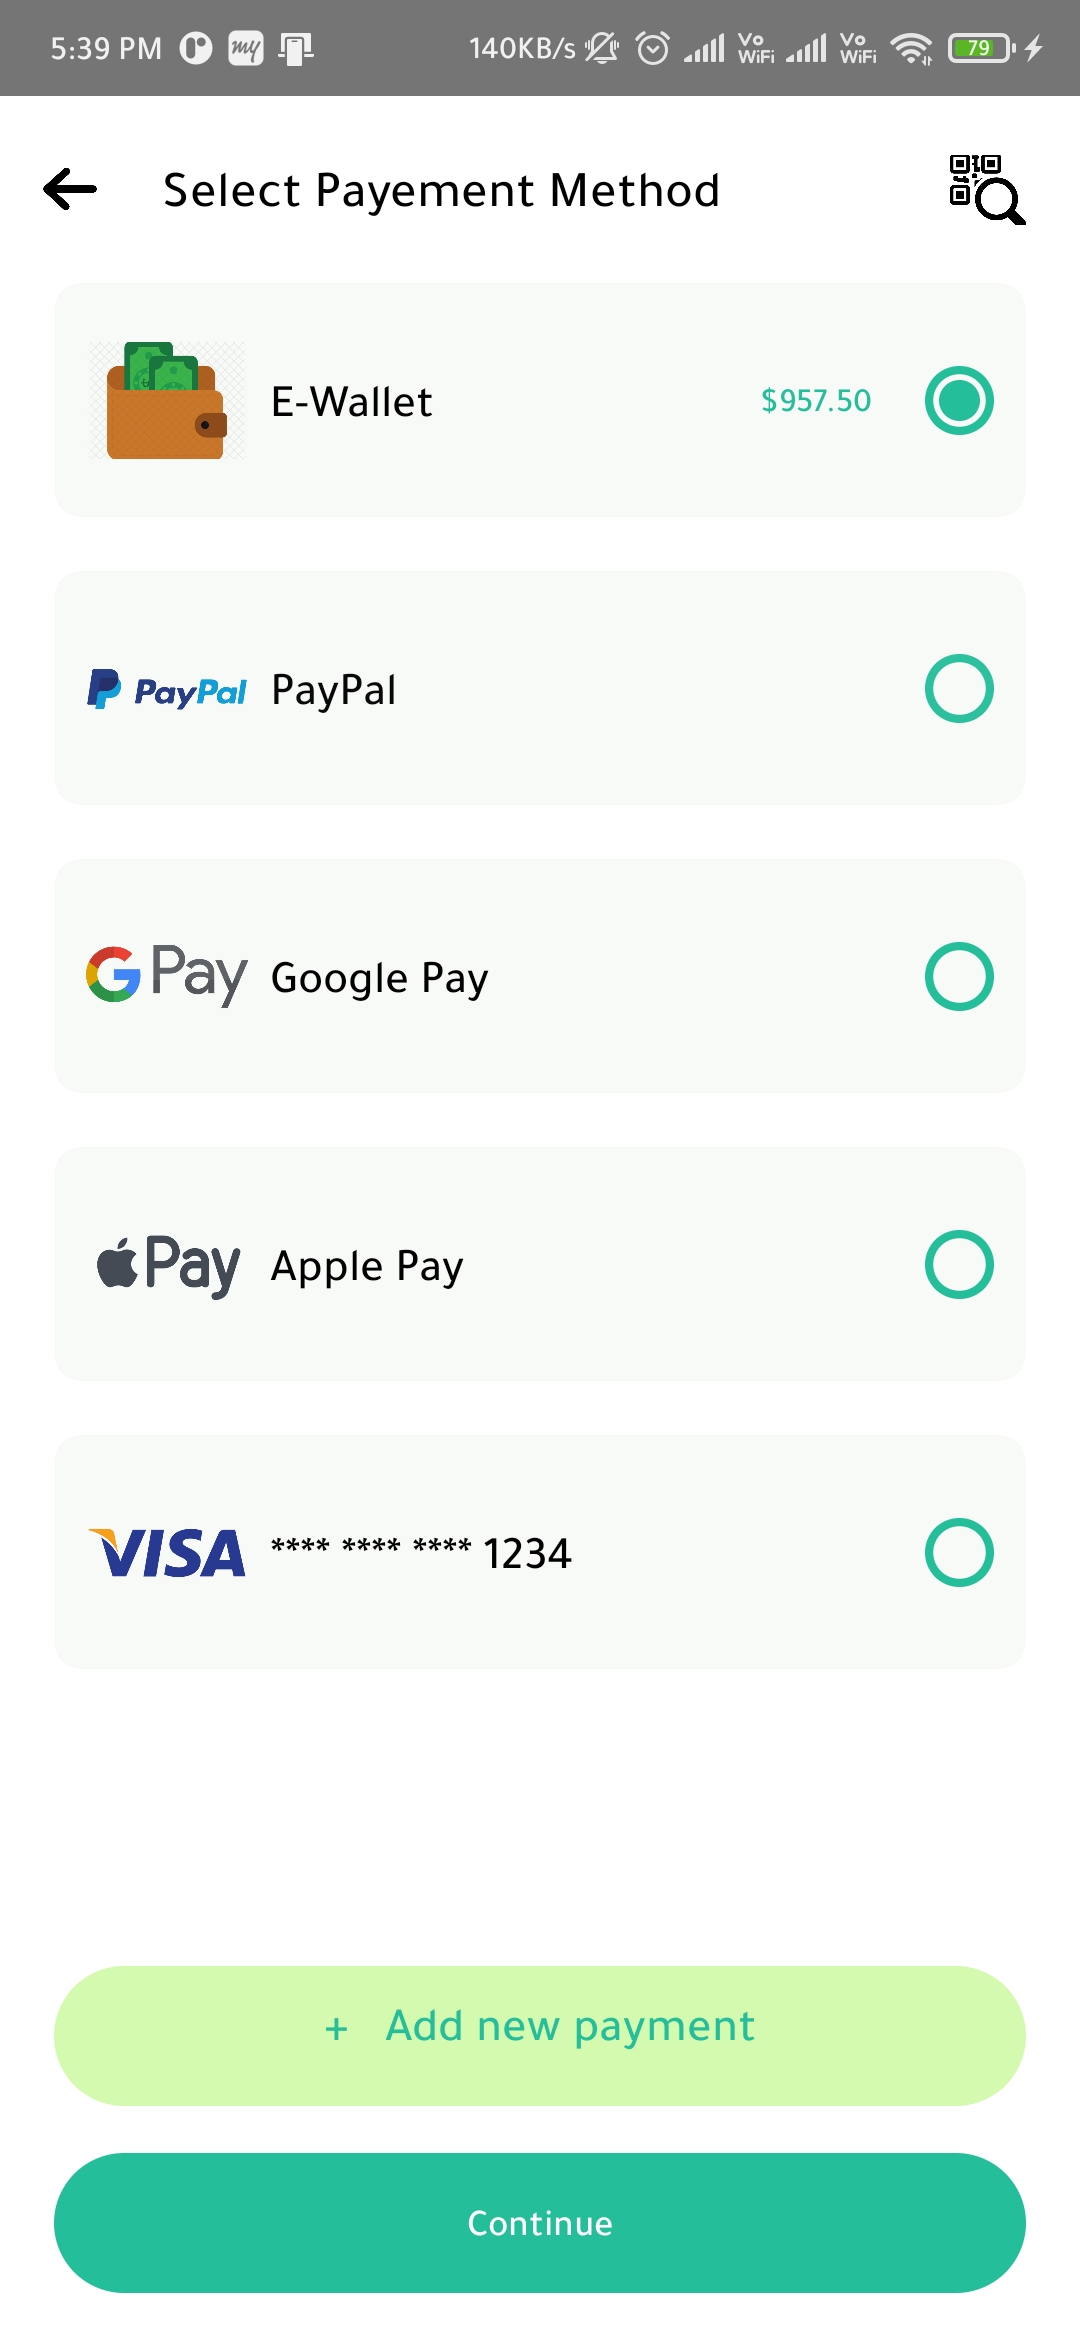 5:39 PM my 140KB/s Vo WiFi Vo WiFi 79
Select Payement Method
E-Wallet $957.50
PayPal PayPal
G Pay Google Pay
Pay Apple Pay
VISA **** **** **** 1234
+ Add new payment
Continue